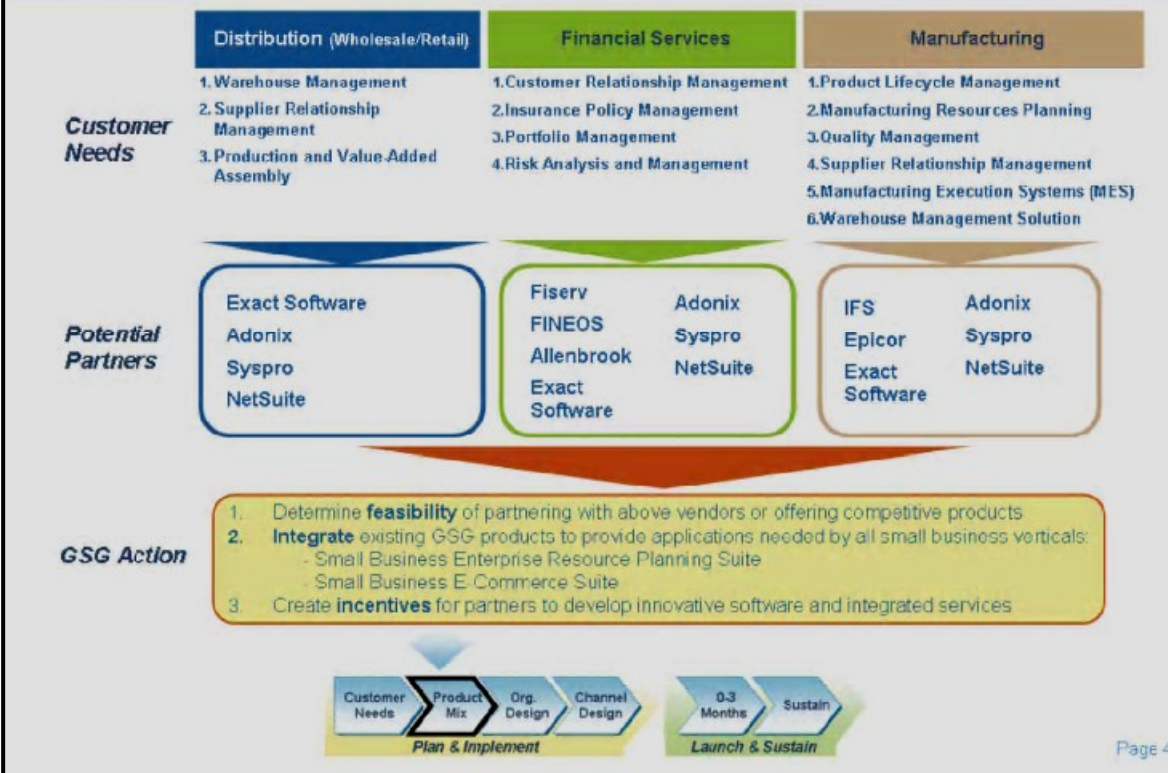 Distribution (Wholesale/Retail)
Financial Services
Manufacturing
Customer
Needs
1. Warehouse Management
2. Supplier Relationship
Management
3. Production and Value-Added
Assembly
1.Customer Relationship Management
2.Insurance Policy Management
3.Portfolio Management
4.Risk Analysis and Management
1.Product Lifecycle Management
2.Manufacturing Resources Planning
3.Quality Management
4.Supplier Relationship Management
5.Manufacturing Execution Systems (MES)
6.Warehouse Management Solution
Potential
Partners
Exact Software
Adonix
Syspro
NetSuite
Fiserv
FINEOS
Allenbrook
Exact
Software
Adonix
Syspro
NetSuite
IFS
Epicor
Exact
Software
Adonix
Syspro
NetSuite
GSG Action
1. Determine feasibility of partnering with above vendors or offering competitive products
2. Integrate existing GSG products to provide applications needed by all small business verticals:
- Small Business Enterprise Resource Planning Suite
- Small Business E-Commerce Suite
3. Create incentives for partners to develop innovative software and integrated services
Customer
Needs
Product
Mix
Org.
Design
Channel
Design
Plan & Implement
0-3
Months
Sustain
Launch & Sustain
Page 4